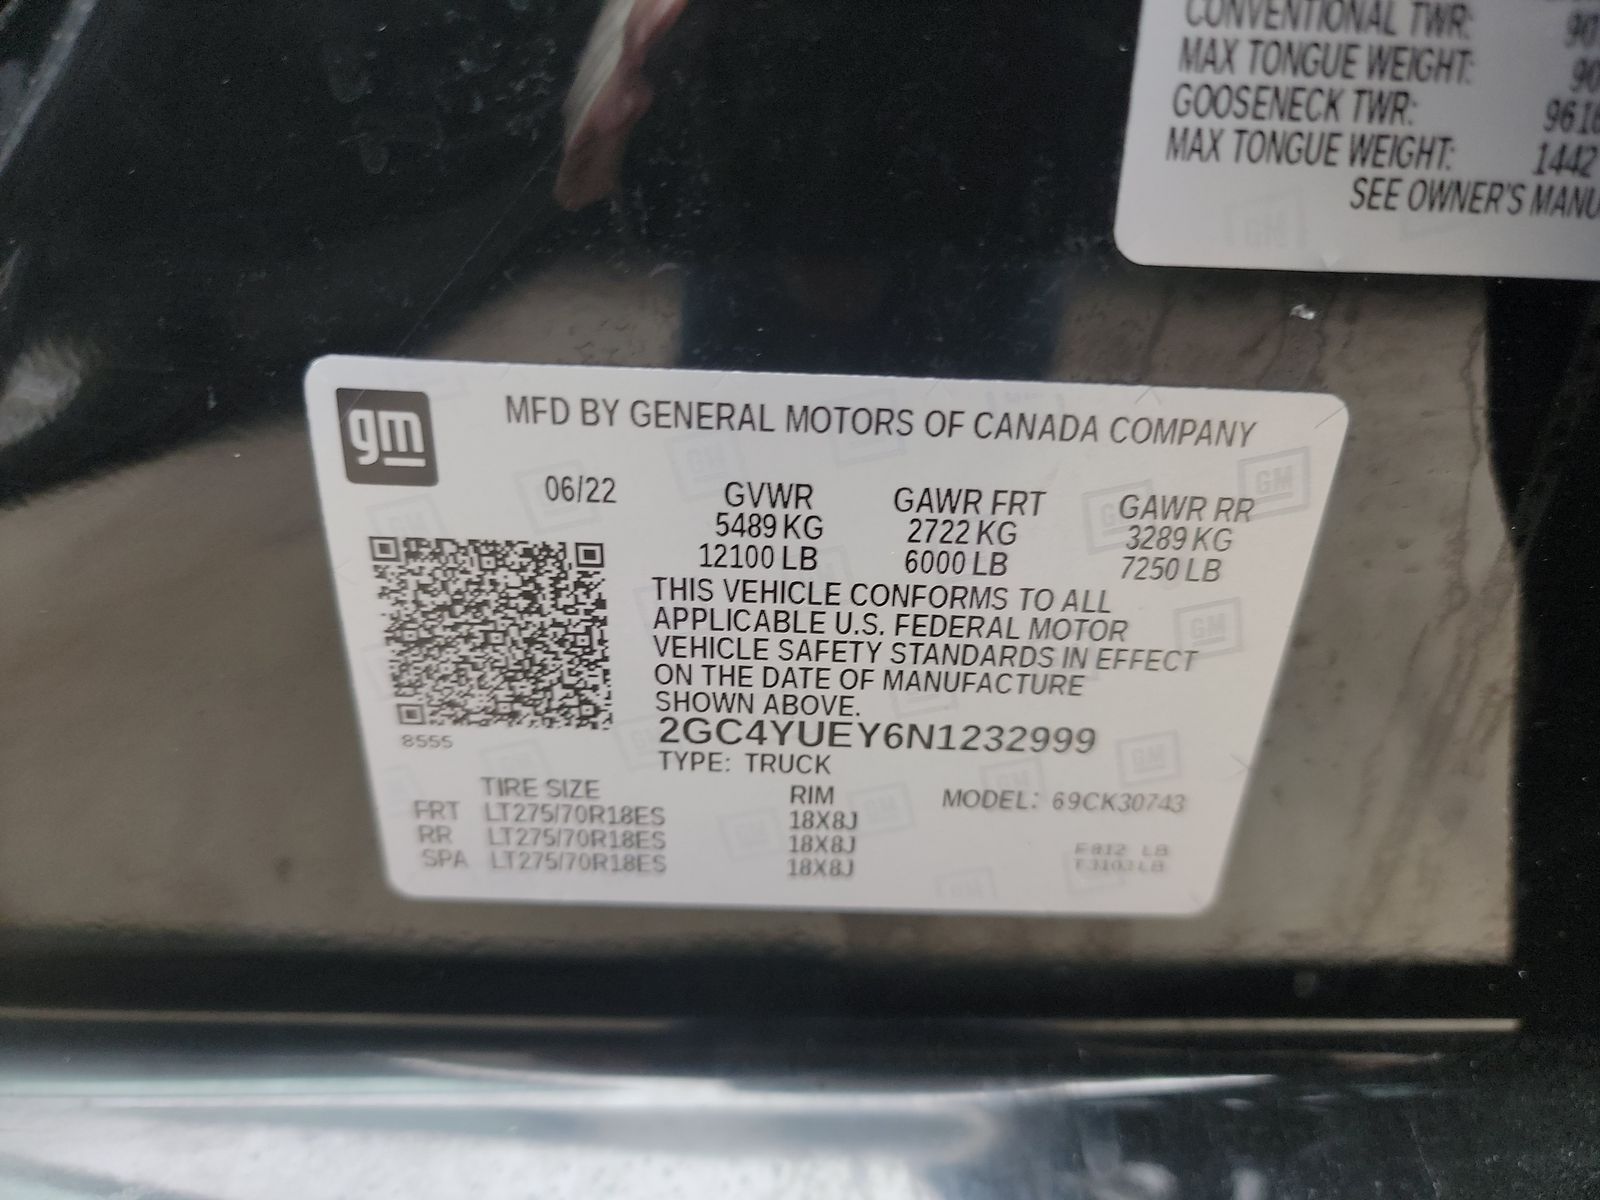 CONVENTIONAL TWR: 90
MAX TONGUE WEIGHT: 90
GOOSENECK TWR: 961
MAX TONGUE WEIGHT: 1442
SEE OWNER'S MANU
gm
MFD BY GENERAL MOTORS OF CANADA COMPANY
06/22 GVWR GAWR FRT GAWR RR
5489 KG 2722 KG 3289 KG
12100 LB 6000 LB 7250 LB
THIS VEHICLE CONFORMS TO ALL
APPLICABLE U.S. FEDERAL MOTOR
VEHICLE SAFETY STANDARDS IN EFFECT
ON THE DATE OF MANUFACTURE
SHOWN ABOVE.
2GC4YUEY6N1232999
8555
TYPE: TRUCK
TIRE SIZE RIM MODEL: 69CK30743
FRT LT275/70R18ES 18X8J
RR LT275/70R18ES 18X8J
SPA LT275/70R18ES 18X8J